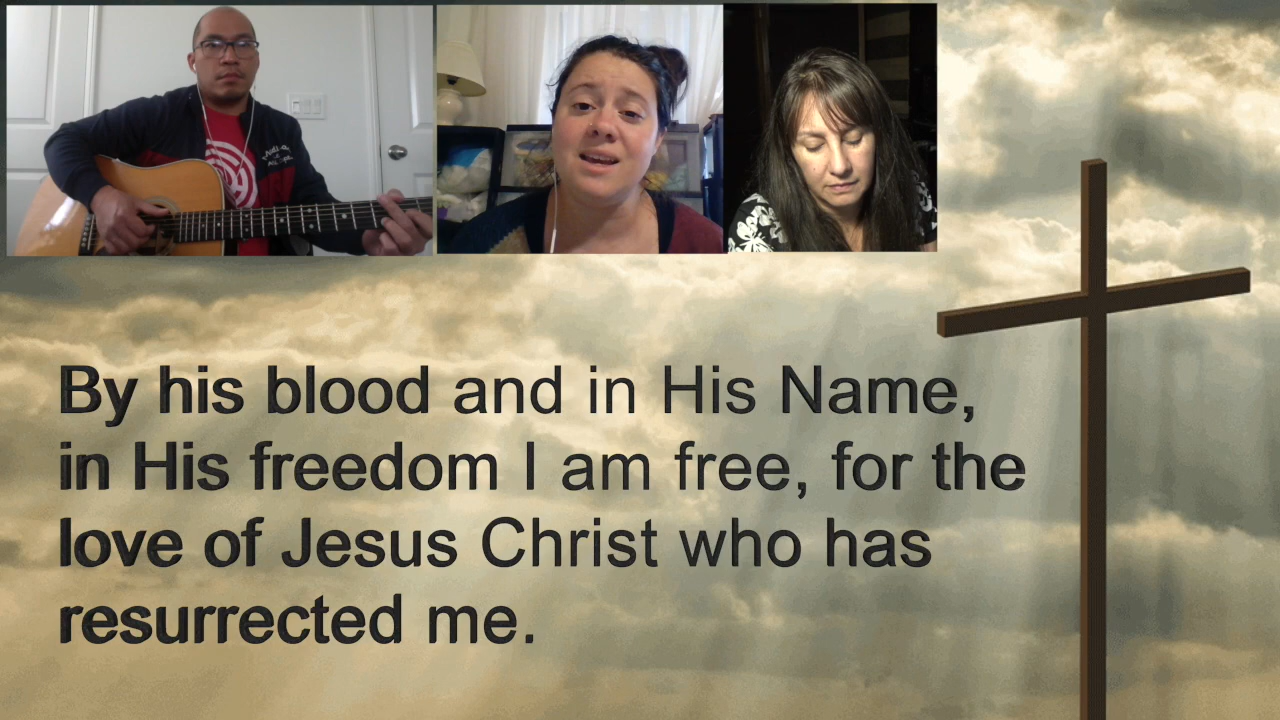 By his blood and in His Name,
in His freedom I am free, for the
love of Jesus Christ who has
resurrected me.